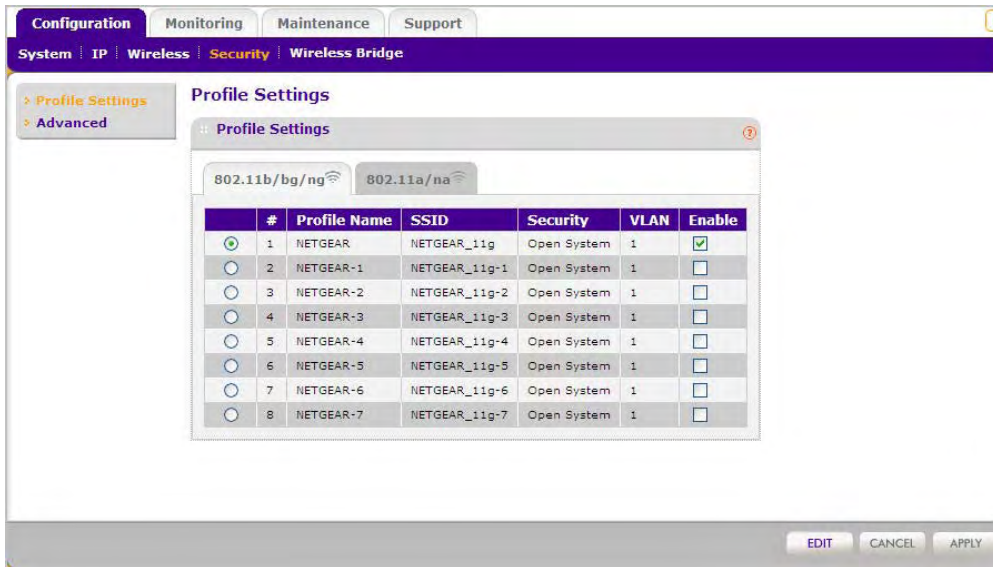 Configuration Monitoring Maintenance Support
System IP Wireless Security Wireless Bridge
Profile Settings
Advanced
Profile Settings
Profile Settings ?
802.11b/bg/ng 802.11a/na
# Profile Name SSID Security VLAN Enable
1 NETGEAR NETGEAR_11g Open System 1
2 NETGEAR-1 NETGEAR_11g-1 Open System 1
3 NETGEAR-2 NETGEAR_11g-2 Open System 1
4 NETGEAR-3 NETGEAR_11g-3 Open System 1
5 NETGEAR-4 NETGEAR_11g-4 Open System 1
6 NETGEAR-5 NETGEAR_11g-5 Open System 1
7 NETGEAR-6 NETGEAR_11g-6 Open System 1
8 NETGEAR-7 NETGEAR_11g-7 Open System 1
EDIT CANCEL APPLY